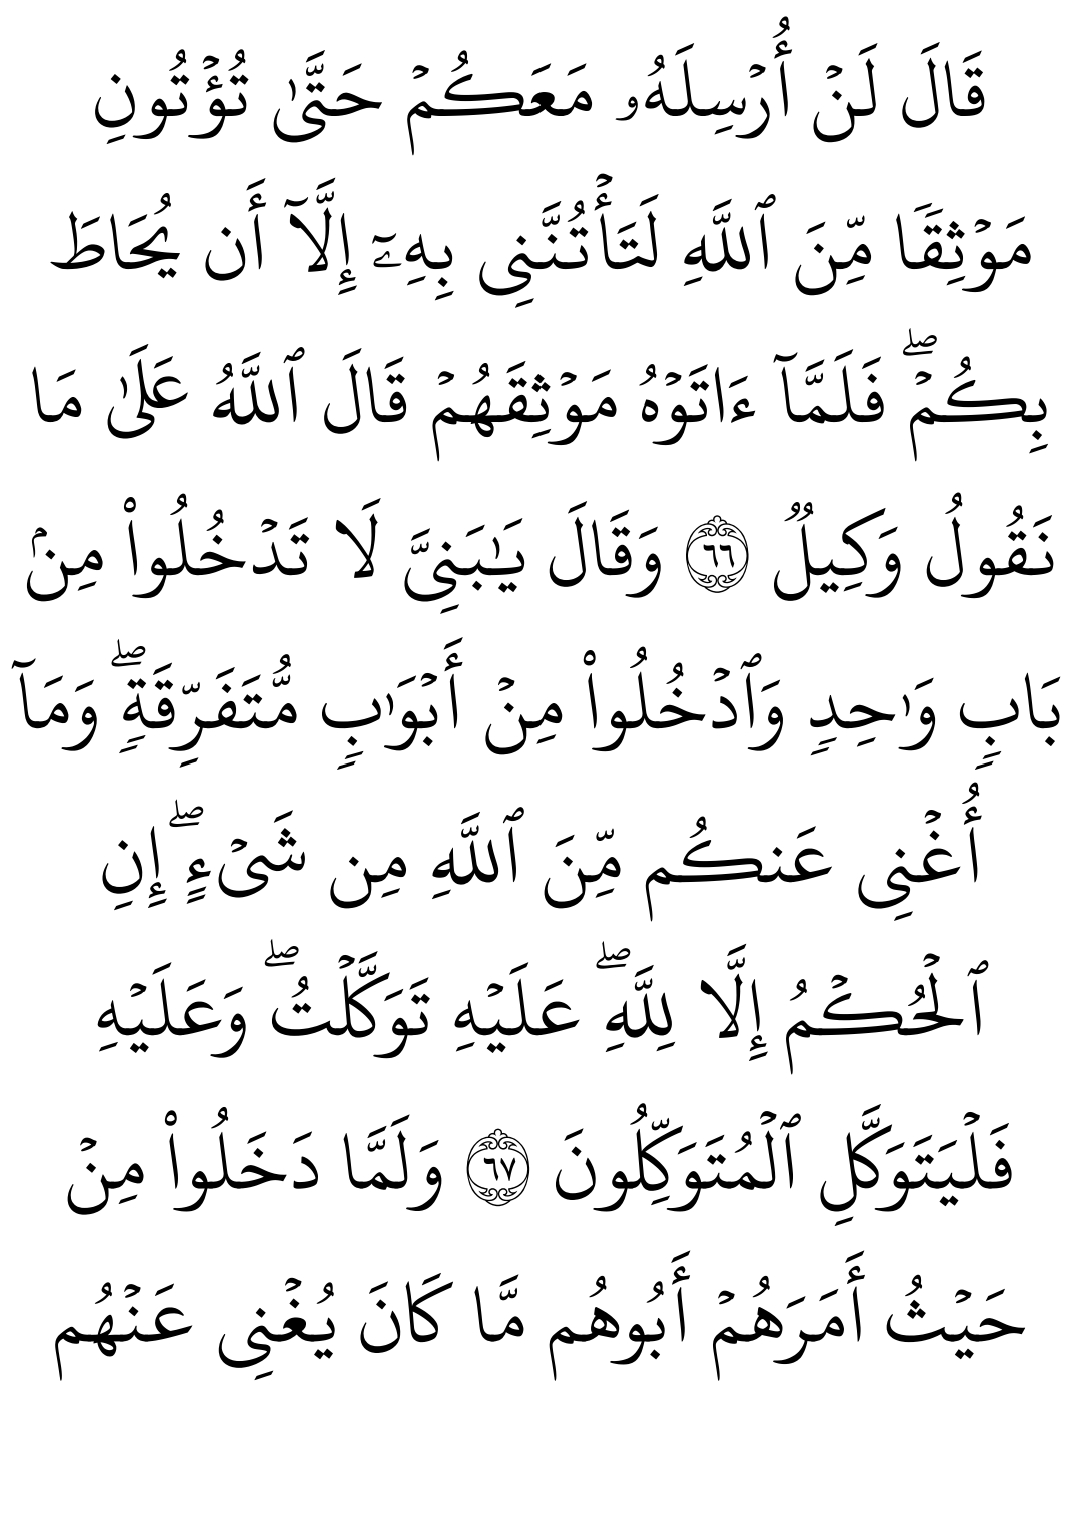 قَالَ لَنۡ أُرۡسِلَهُۥ مَعَكُمۡ حَتَّىٰ تُؤۡتُونِ
مَوۡثِقٗا مِّنَ ٱللَّهِ لَتَأۡتُنَّنِي بِهِۦٓ إِلَّآ أَن يُحَاطَ
بِكُمۡۖ فَلَمَّآ ءَاتَوۡهُ مَوۡثِقَهُمۡ قَالَ ٱللَّهُ عَلَىٰ مَا
نَقُولُ وَكِيلٞ ٦٦ وَقَالَ يَٰبَنِيَّ لَا تَدۡخُلُواْ مِنۢ
بَابٖ وَٰحِدٖ وَٱدۡخُلُواْ مِنۡ أَبۡوَٰبٖ مُّتَفَرِّقَةٖۖ وَمَآ
أُغۡنِي عَنكُم مِّنَ ٱللَّهِ مِن شَيۡءٍۖ إِنِ
ٱلۡحُكۡمُ إِلَّا لِلَّهِۖ عَلَيۡهِ تَوَكَّلۡتُۖ وَعَلَيۡهِ
فَلۡيَتَوَكَّلِ ٱلۡمُتَوَكِّلُونَ ٦٧ وَلَمَّا دَخَلُواْ مِنۡ
حَيۡثُ أَمَرَهُمۡ أَبُوهُم مَّا كَانَ يُغۡنِي عَنۡهُم